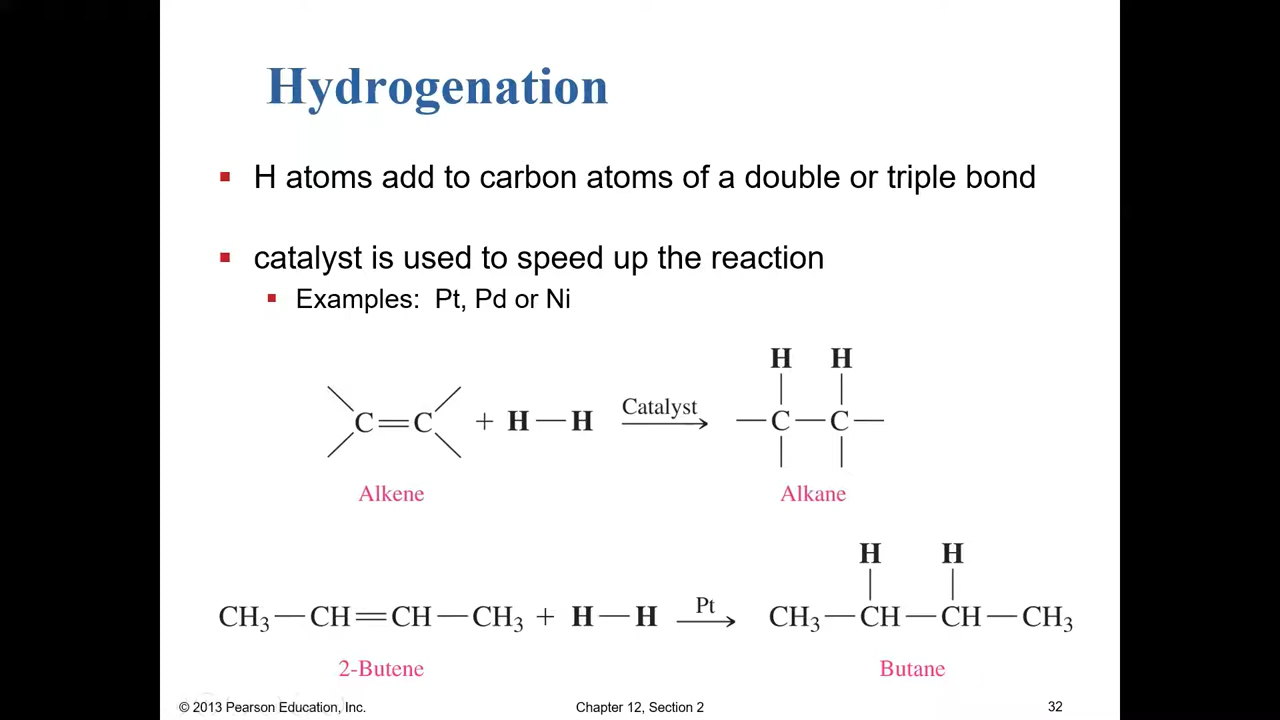 Hydrogenation
H atoms add to carbon atoms of a double or triple bond
catalyst is used to speed up the reaction
Examples: Pt, Pd or Ni
H H
C=C + H—H Catalyst —C—C—
Alkene Alkane
H H
CH₃—CH=CH—CH₃ + H—H Pt CH₃—CH—CH—CH₃
2-Butene Butane
© 2013 Pearson Education, Inc. Chapter 12, Section 2 32